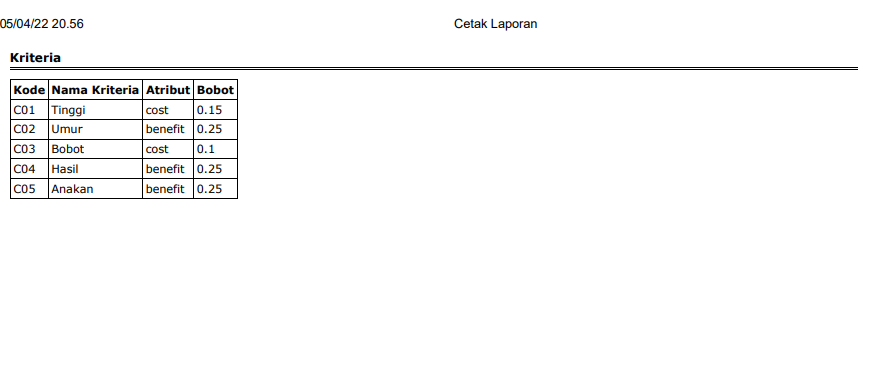 05/04/22 20.56 Cetak Laporan
Kriteria
Kode Nama Kriteria Atribut Bobot
C01 Tinggi cost 0.15
C02 Umur benefit 0.25
C03 Bobot cost 0.1
C04 Hasil benefit 0.25
C05 Anakan benefit 0.25